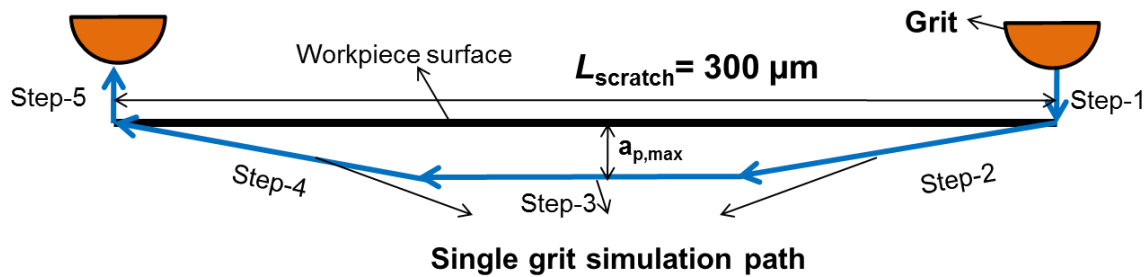 Grit
Workpiece surface
Lscratch= 300 µm
Step-5
Step-1
ap,max
Step-4
Step-3
Step-2
Single grit simulation path